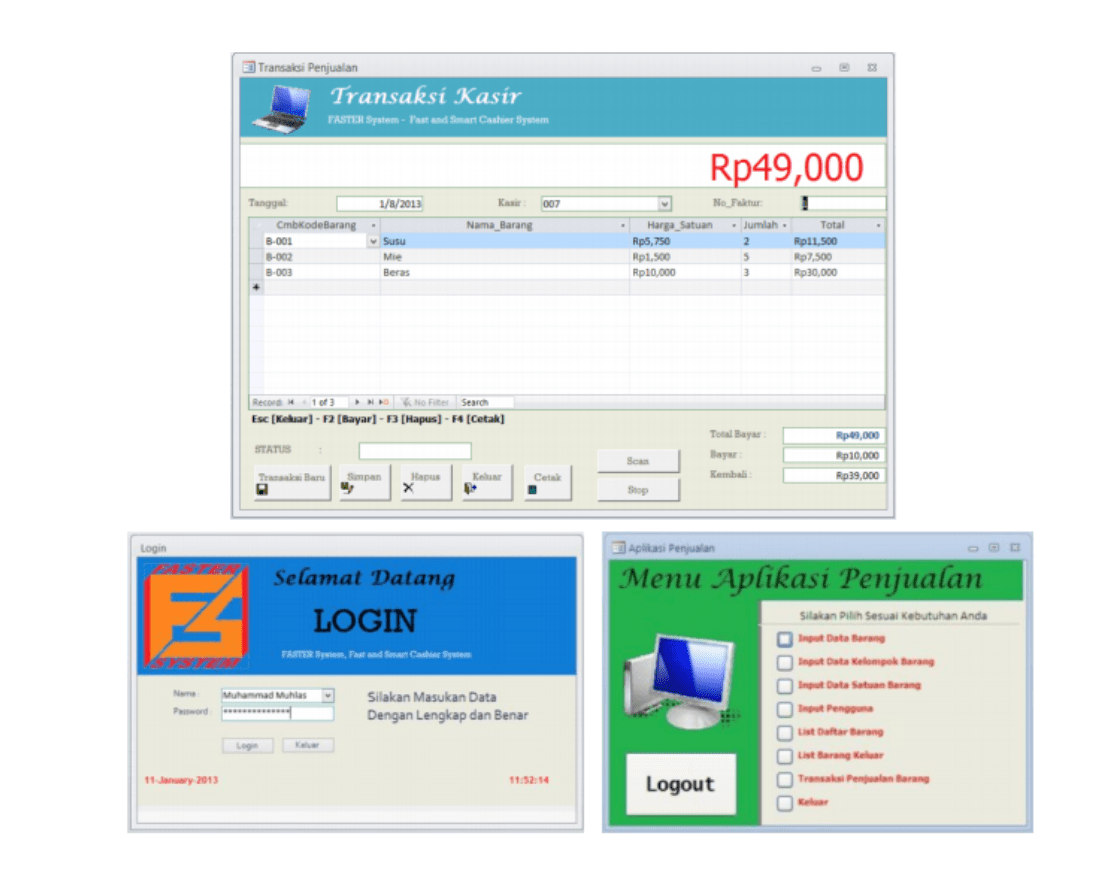 Transaksi Penjualan
Transaksi Kasir
FASTER System - Fast and Smart Cashier System
Rp49,000
Tanggal: 1/8/2013 Kasir : 007 No_Faktur:
CmbKodeBarang Nama_Barang Harga_Satuan Jumlah Total
B-001 Susu Rp5,750 2 Rp11,500
B-002 Mie Rp1,500 5 Rp7,500
B-003 Beras Rp10,000 3 Rp30,000
Record: 1 of 3 No Filter Search
Esc [Keluar] - F2 [Bayar] - F3 [Hapus] - F4 [Cetak]
STATUS :
Transaksi Baru Simpan Hapus Keluar Cetak
Scan
Stop
Total Bayar : Rp49,000
Bayar : Rp10,000
Kembali : Rp39,000
Login
FASTER
SYSTEM
Selamat Datang
LOGIN
FASTER System, Fast and Smart Cashier System
Nama : Muhammad Muhlas
Password : **************
Silakan Masukan Data
Dengan Lengkap dan Benar
Login Keluar
11-January-2013 11:52:14
Aplikasi Penjualan
Menu Aplikasi Penjualan
Silakan Pilih Sesuai Kebutuhan Anda
Input Data Barang
Input Data Kelompok Barang
Input Data Satuan Barang
Input Pengguna
List Daftar Barang
List Barang Keluar
Transaksi Penjualan Barang
Keluar
Logout